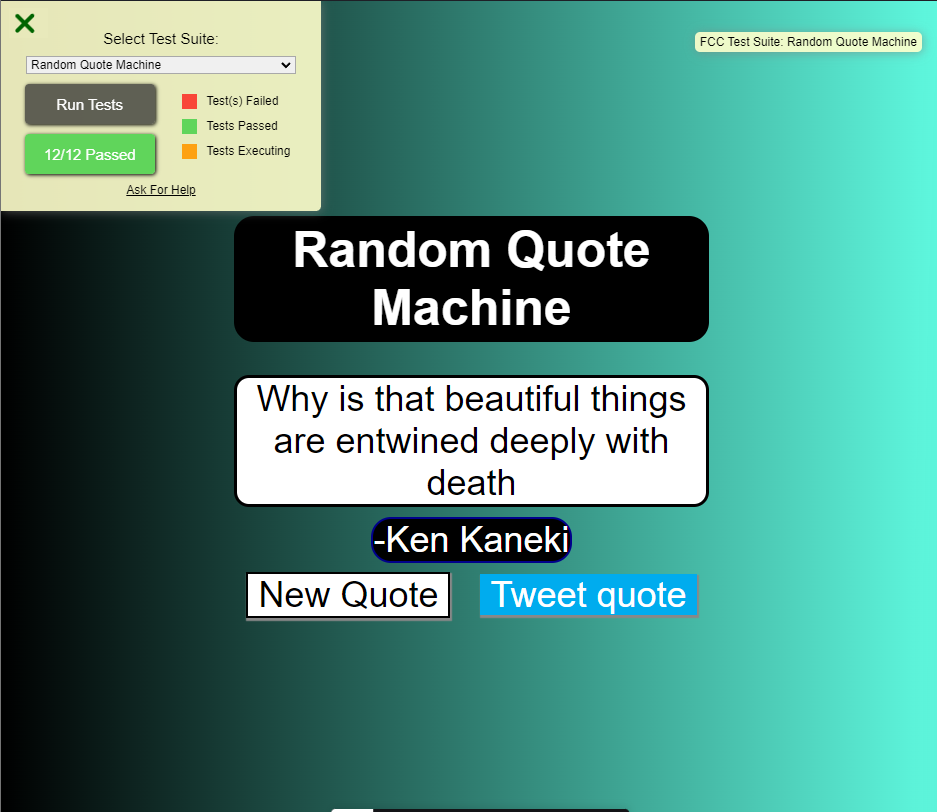 Select Test Suite:
Random Quote Machine
Run Tests
12/12 Passed
Test(s) Failed
Tests Passed
Tests Executing
Ask For Help
FCC Test Suite: Random Quote Machine
Random Quote
Machine
Why is that beautiful things
are entwined deeply with
death
-Ken Kaneki
New Quote
Tweet quote